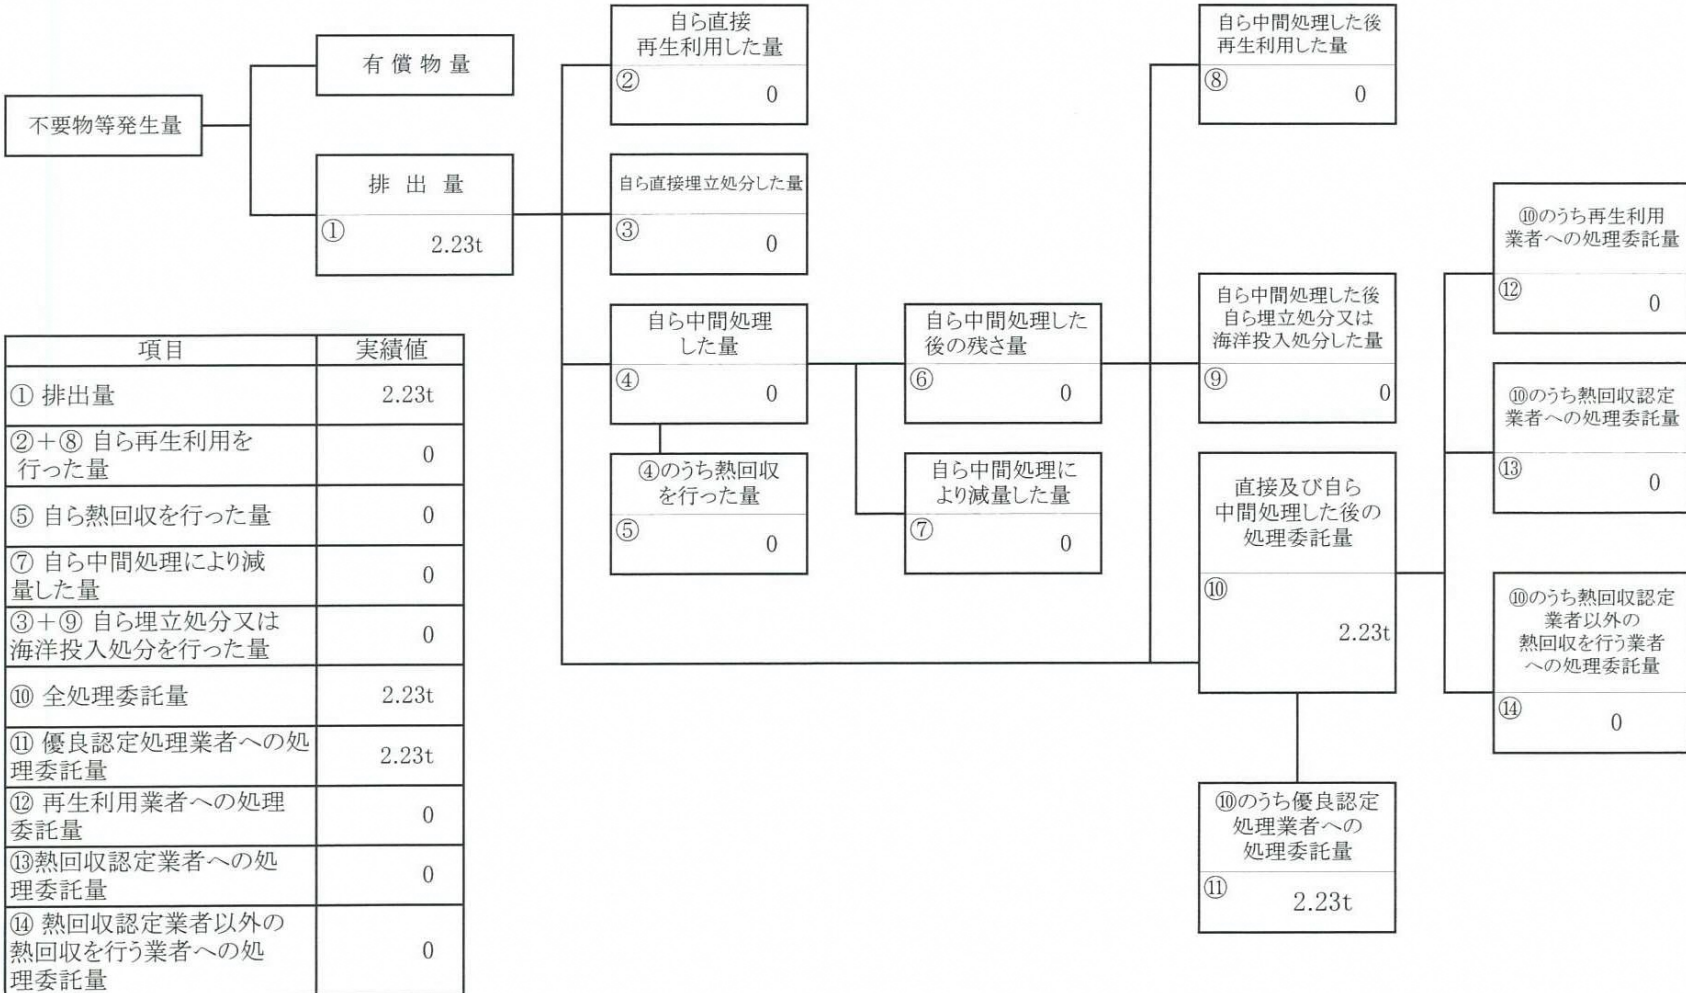 不要物等発生量
有償物量
排出量
① 2.23t
自ら直接
再生利用した量
② 0
自ら直接埋立処分した量
③ 0
自ら中間処理
した量
④ 0
④のうち熱回収
を行った量
⑤ 0
自ら中間処理した
後の残さ量
⑥ 0
自ら中間処理に
より減量した量
⑦ 0
自ら中間処理した後
再生利用した量
⑧ 0
自ら中間処理した後
自ら埋立処分又は
海洋投入処分した量
⑨ 0
直接及び自ら
中間処理した後の
処理委託量
⑩
2.23t
⑩のうち優良認定
処理業者への
処理委託量
⑪ 2.23t
⑩のうち再生利用
業者への処理委託量
⑫ 0
⑩のうち熱回収認定
業者への処理委託量
⑬ 0
⑩のうち熱回収認定
業者以外の
熱回収を行う業者
への処理委託量
⑭ 0
項目 実績値
① 排出量 2.23t
②+⑧ 自ら再生利用を
行った量 0
⑤ 自ら熱回収を行った量 0
⑦ 自ら中間処理により減
量した量 0
③+⑨ 自ら埋立処分又は
海洋投入処分を行った量 0
⑩ 全処理委託量 2.23t
⑪ 優良認定処理業者への処
理委託量 2.23t
⑫ 再生利用業者への処理
委託量 0
⑬熱回収認定業者への処
理委託量 0
⑭ 熱回収認定業者以外の
熱回収を行う業者への処
理委託量 0